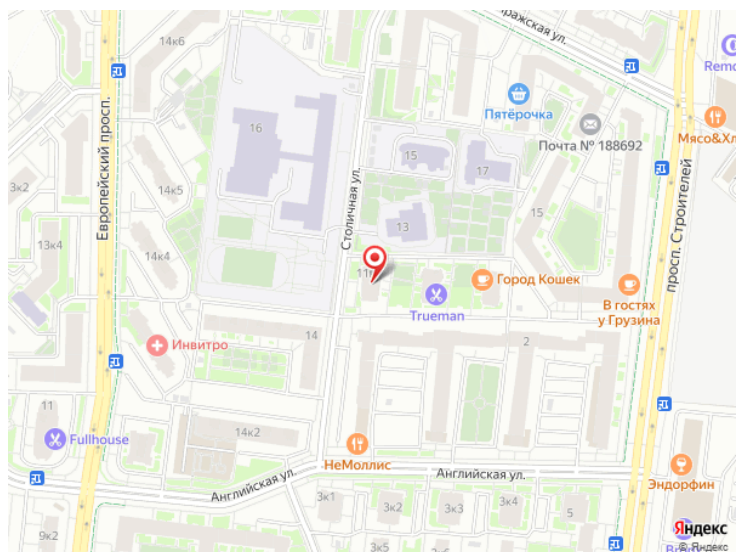 14к6
ражская ул.
Remo
Европейский просп.
Пятёрочка
Мясо&Хл
16
Почта № 188692
15
17
3к2
14к5
Столичная ул.
просп. Строителей
15
13
13к4
14к4
11
Город Кошек
Trueman
В гостях
у Грузина
14
2
Инвитро
11
Fullhouse
14к2
НеМоллис
Английская ул.
Английская ул.
Эндорфин
3к1
3к2
3к3
3к4
5
9к2
3к5
Яндекс
© Яндекс